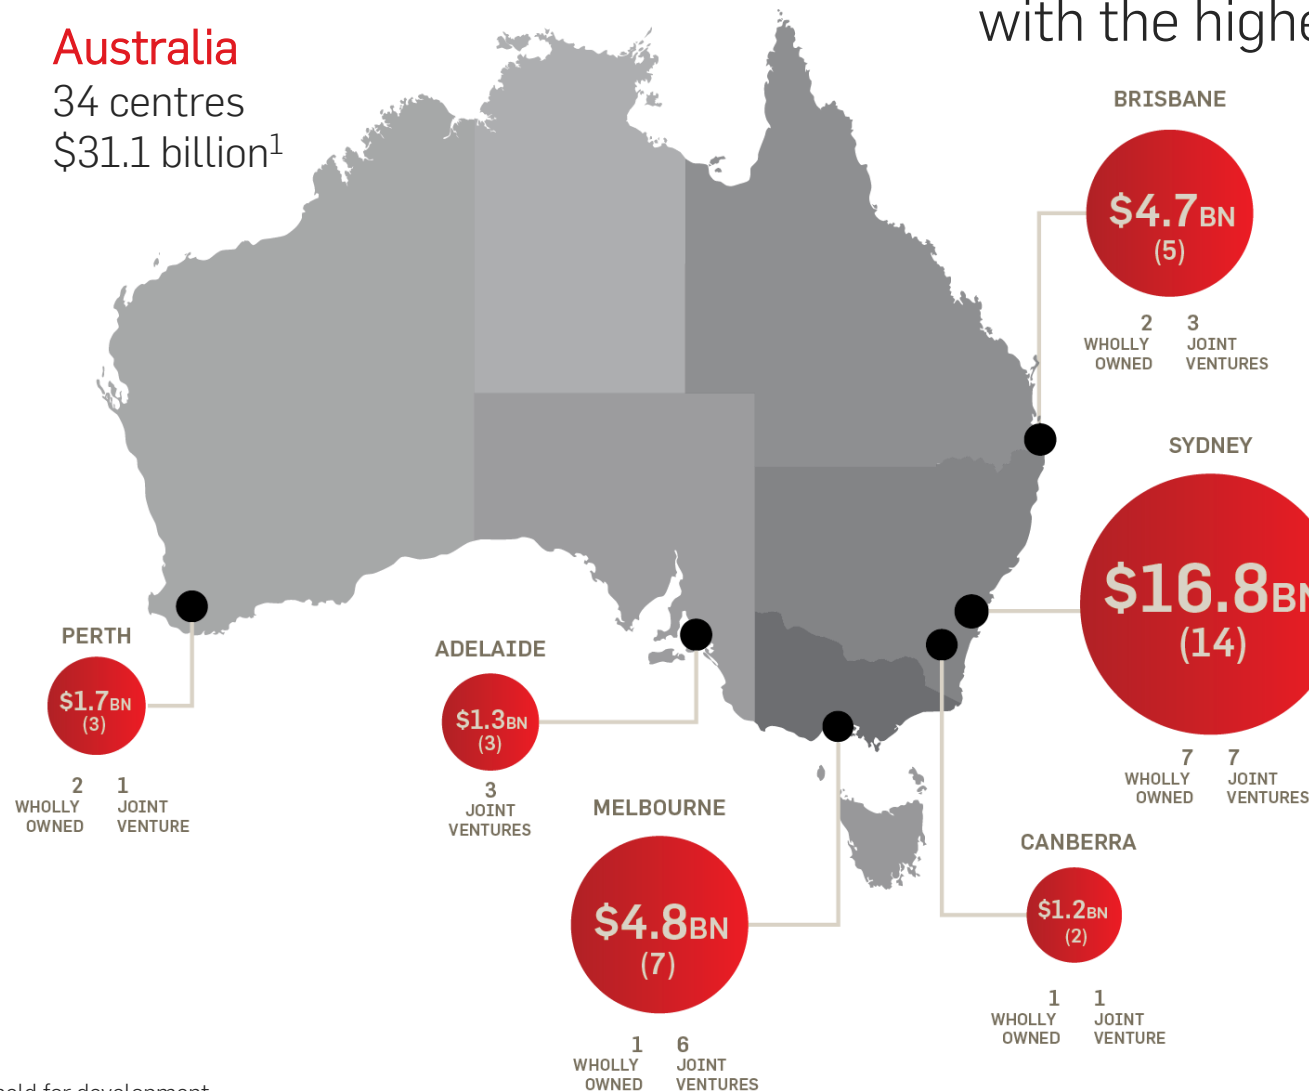 with the highe
Australia
34 centres
$31.1 billion¹
BRISBANE
$4.7BN
(5)
2 3
WHOLLY JOINT
OWNED VENTURES
SYDNEY
$16.8BN
(14)
7 7
WHOLLY JOINT
OWNED VENTURES
PERTH
$1.7BN
(3)
2 1
WHOLLY JOINT
OWNED VENTURE
ADELAIDE
$1.3BN
(3)
3
JOINT
VENTURES
MELBOURNE
$4.8BN
(7)
1 6
WHOLLY JOINT
OWNED VENTURES
CANBERRA
$1.2BN
(2)
1 1
WHOLLY JOINT
OWNED VENTURE
held for development